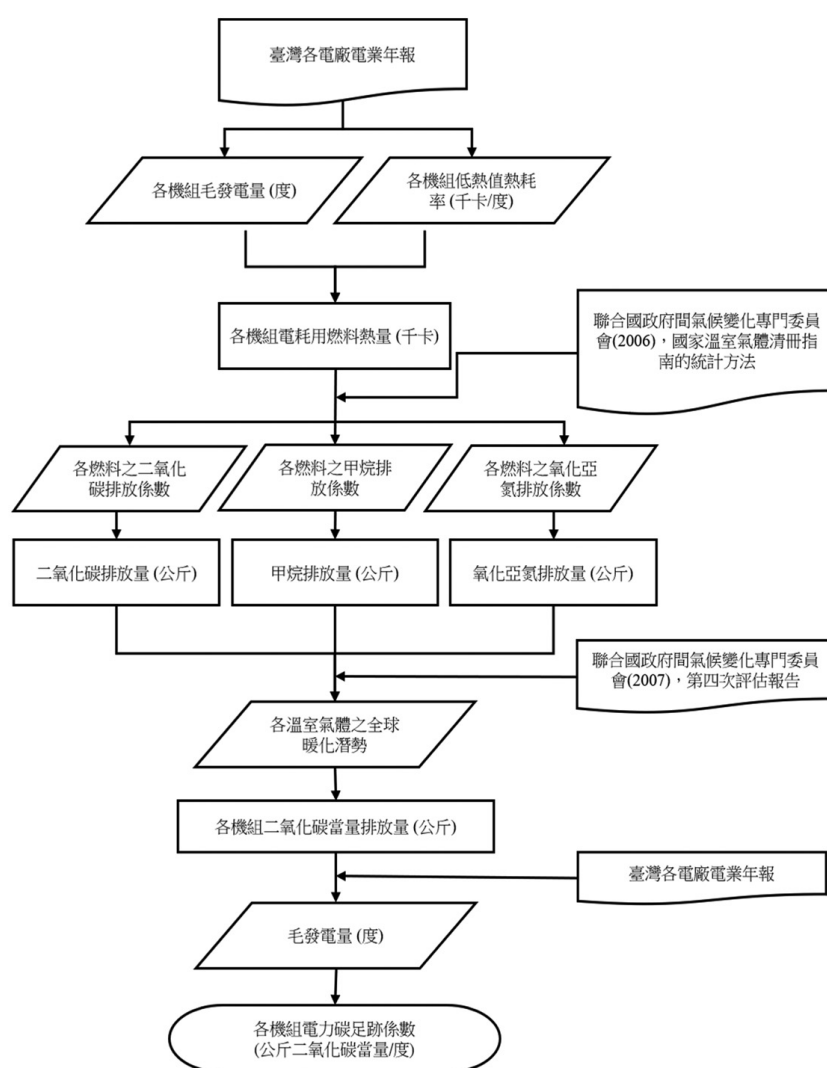 臺灣各電廠電業年報
各機組毛發電量 (度)
各機組低熱值熱耗
率 (千卡/度)
各機組電耗用燃料熱量 (千卡)
聯合國政府間氣候變化專門委員
會(2006)，國家溫室氣體清冊指
南的統計方法
各燃料之二氧化
碳排放係數
各燃料之甲烷排
放係數
各燃料之氧化亞
氮排放係數
二氧化碳排放量 (公斤)
甲烷排放量 (公斤)
氧化亞氮排放量 (公斤)
聯合國政府間氣候變化專門委員
會(2007)，第四次評估報告
各溫室氣體之全球
暖化潛勢
各機組二氧化碳當量排放量 (公斤)
臺灣各電廠電業年報
毛發電量 (度)
各機組電力碳足跡係數
(公斤二氧化碳當量/度)